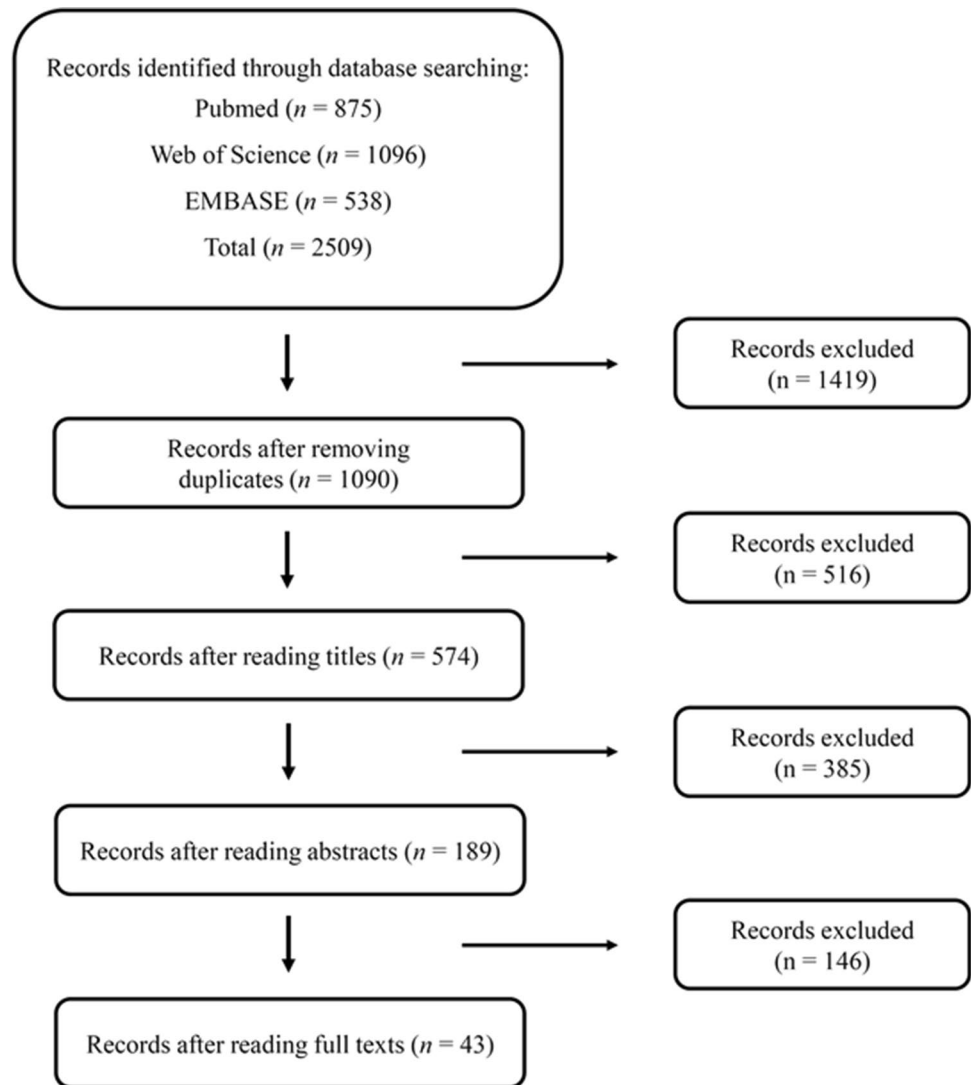 Records identified through database searching:
Pubmed (n = 875)
Web of Science (n = 1096)
EMBASE (n = 538)
Total (n = 2509)
Records excluded
(n = 1419)
Records after removing
duplicates (n = 1090)
Records excluded
(n = 516)
Records after reading titles (n = 574)
Records excluded
(n = 385)
Records after reading abstracts (n = 189)
Records excluded
(n = 146)
Records after reading full texts (n = 43)